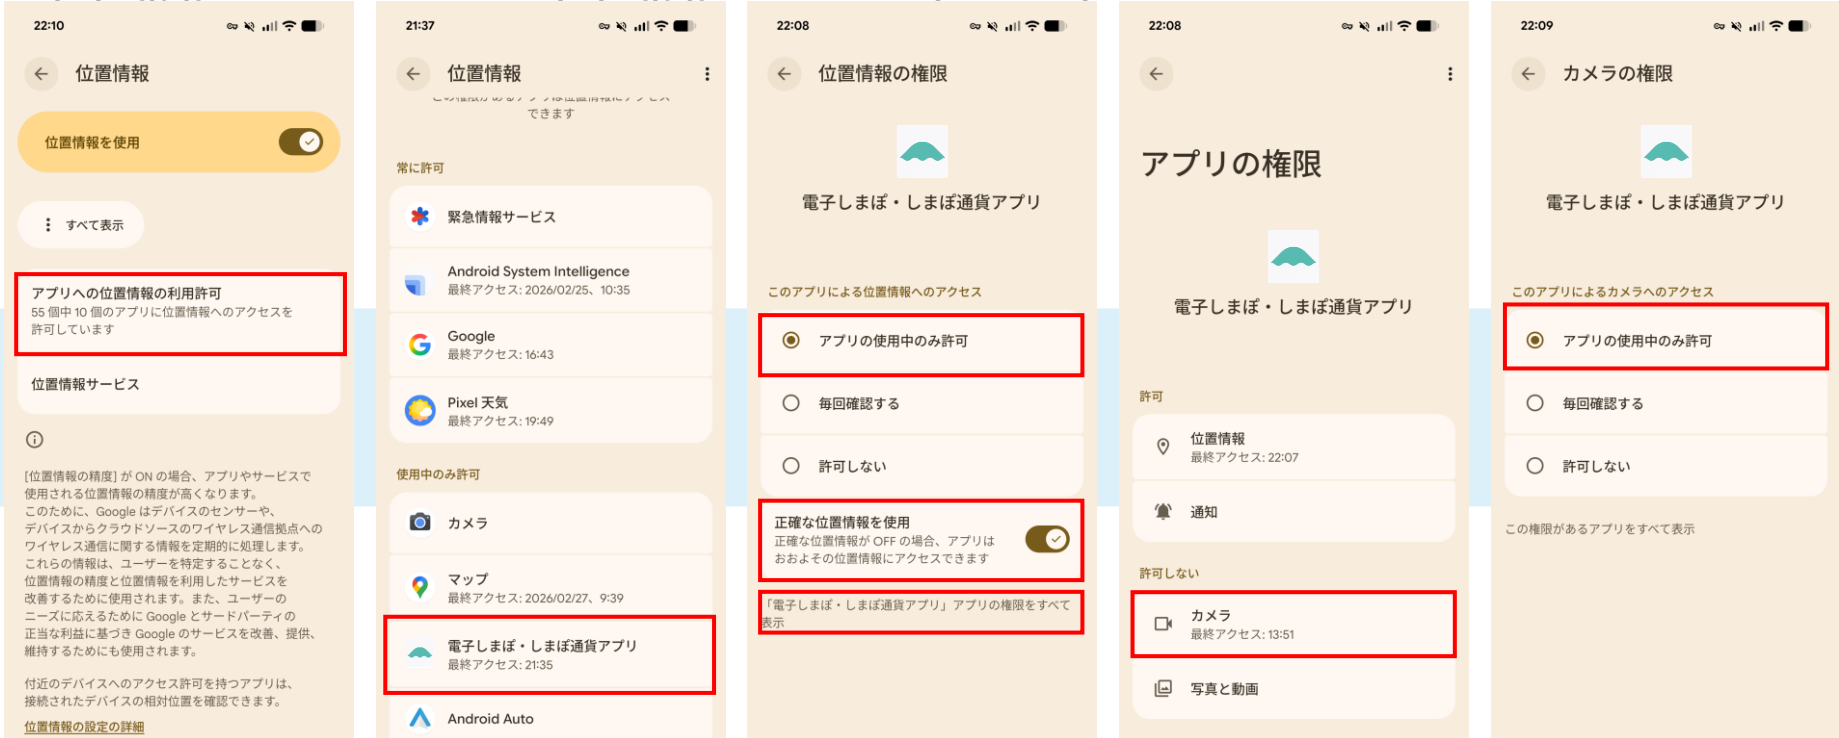 22:10
位置情報
位置情報を使用
すべて表示
アプリへの位置情報の利用許可
55 個中 10 個のアプリに位置情報へのアクセスを
許可しています
位置情報サービス
[位置情報の精度] が ON の場合、アプリやサービスで
使用される位置情報の精度が高くなります。
このために、Google はデバイスのセンサーや、
デバイスからクラウドソースのワイヤレス通信拠点への
ワイヤレス通信に関する情報を定期的に処理します。
これらの情報は、ユーザーを特定することなく、
位置情報の精度と位置情報を利用したサービスを
改善するために使用されます。また、ユーザーの
ニーズに応えるために Google とサードパーティの
正当な利益に基づき Google のサービスを改善、提供、
維持するためにも使用されます。
付近のデバイスへのアクセス許可を持つアプリは、
接続されたデバイスの相対位置を確認できます。
位置情報の設定の詳細
21:37
位置情報
この権限があるアプリは位置情報にアクセス
できます
常に許可
緊急情報サービス
Android System Intelligence
最終アクセス: 2026/02/25、10:35
Google
最終アクセス: 16:43
Pixel 天気
最終アクセス: 19:49
使用中のみ許可
カメラ
マップ
最終アクセス: 2026/02/27、9:39
電子しまぽ・しまぽ通貨アプリ
最終アクセス: 21:35
Android Auto
22:08
位置情報の権限
電子しまぽ・しまぽ通貨アプリ
このアプリによる位置情報へのアクセス
アプリの使用中のみ許可
毎回確認する
許可しない
正確な位置情報を使用
正確な位置情報が OFF の場合、アプリは
おおよその位置情報にアクセスできます
「電子しまぽ・しまぽ通貨アプリ」アプリの権限をすべて
表示
22:08
アプリの権限
電子しまぽ・しまぽ通貨アプリ
許可
位置情報
最終アクセス: 22:07
通知
許可しない
カメラ
最終アクセス: 13:51
写真と動画
22:09
カメラの権限
電子しまぽ・しまぽ通貨アプリ
このアプリによるカメラへのアクセス
アプリの使用中のみ許可
毎回確認する
許可しない
この権限があるアプリをすべて表示